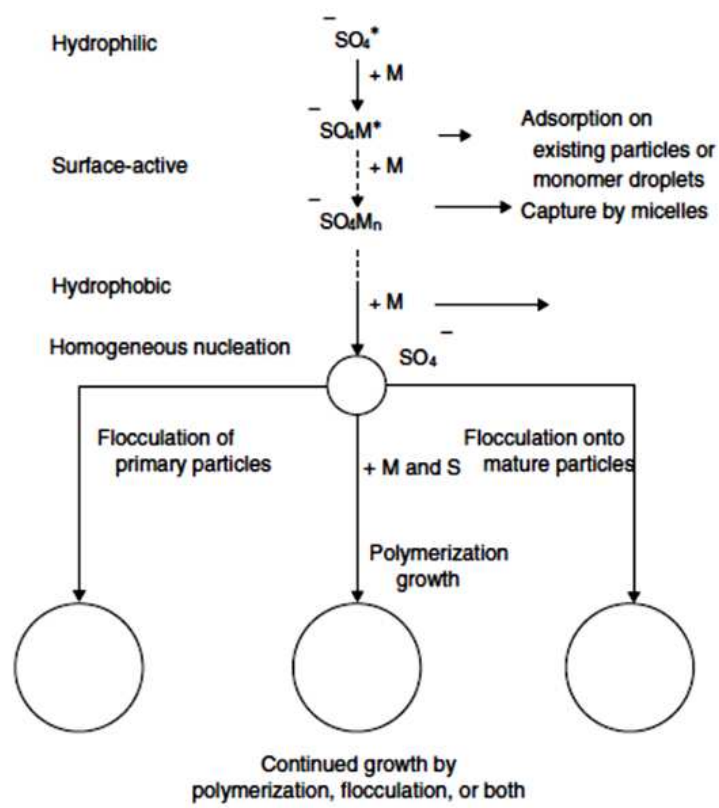 Hydrophilic
⁻SO₄*
+ M
⁻SO₄M*
Adsorption on
existing particles or
monomer droplets
Surface-active
+ M
⁻SO₄Mₙ
Capture by micelles
Hydrophobic
+ M
Homogeneous nucleation
SO₄⁻
Flocculation of
primary particles
+ M and S
Flocculation onto
mature particles
Polymerization
growth
Continued growth by
polymerization, flocculation, or both